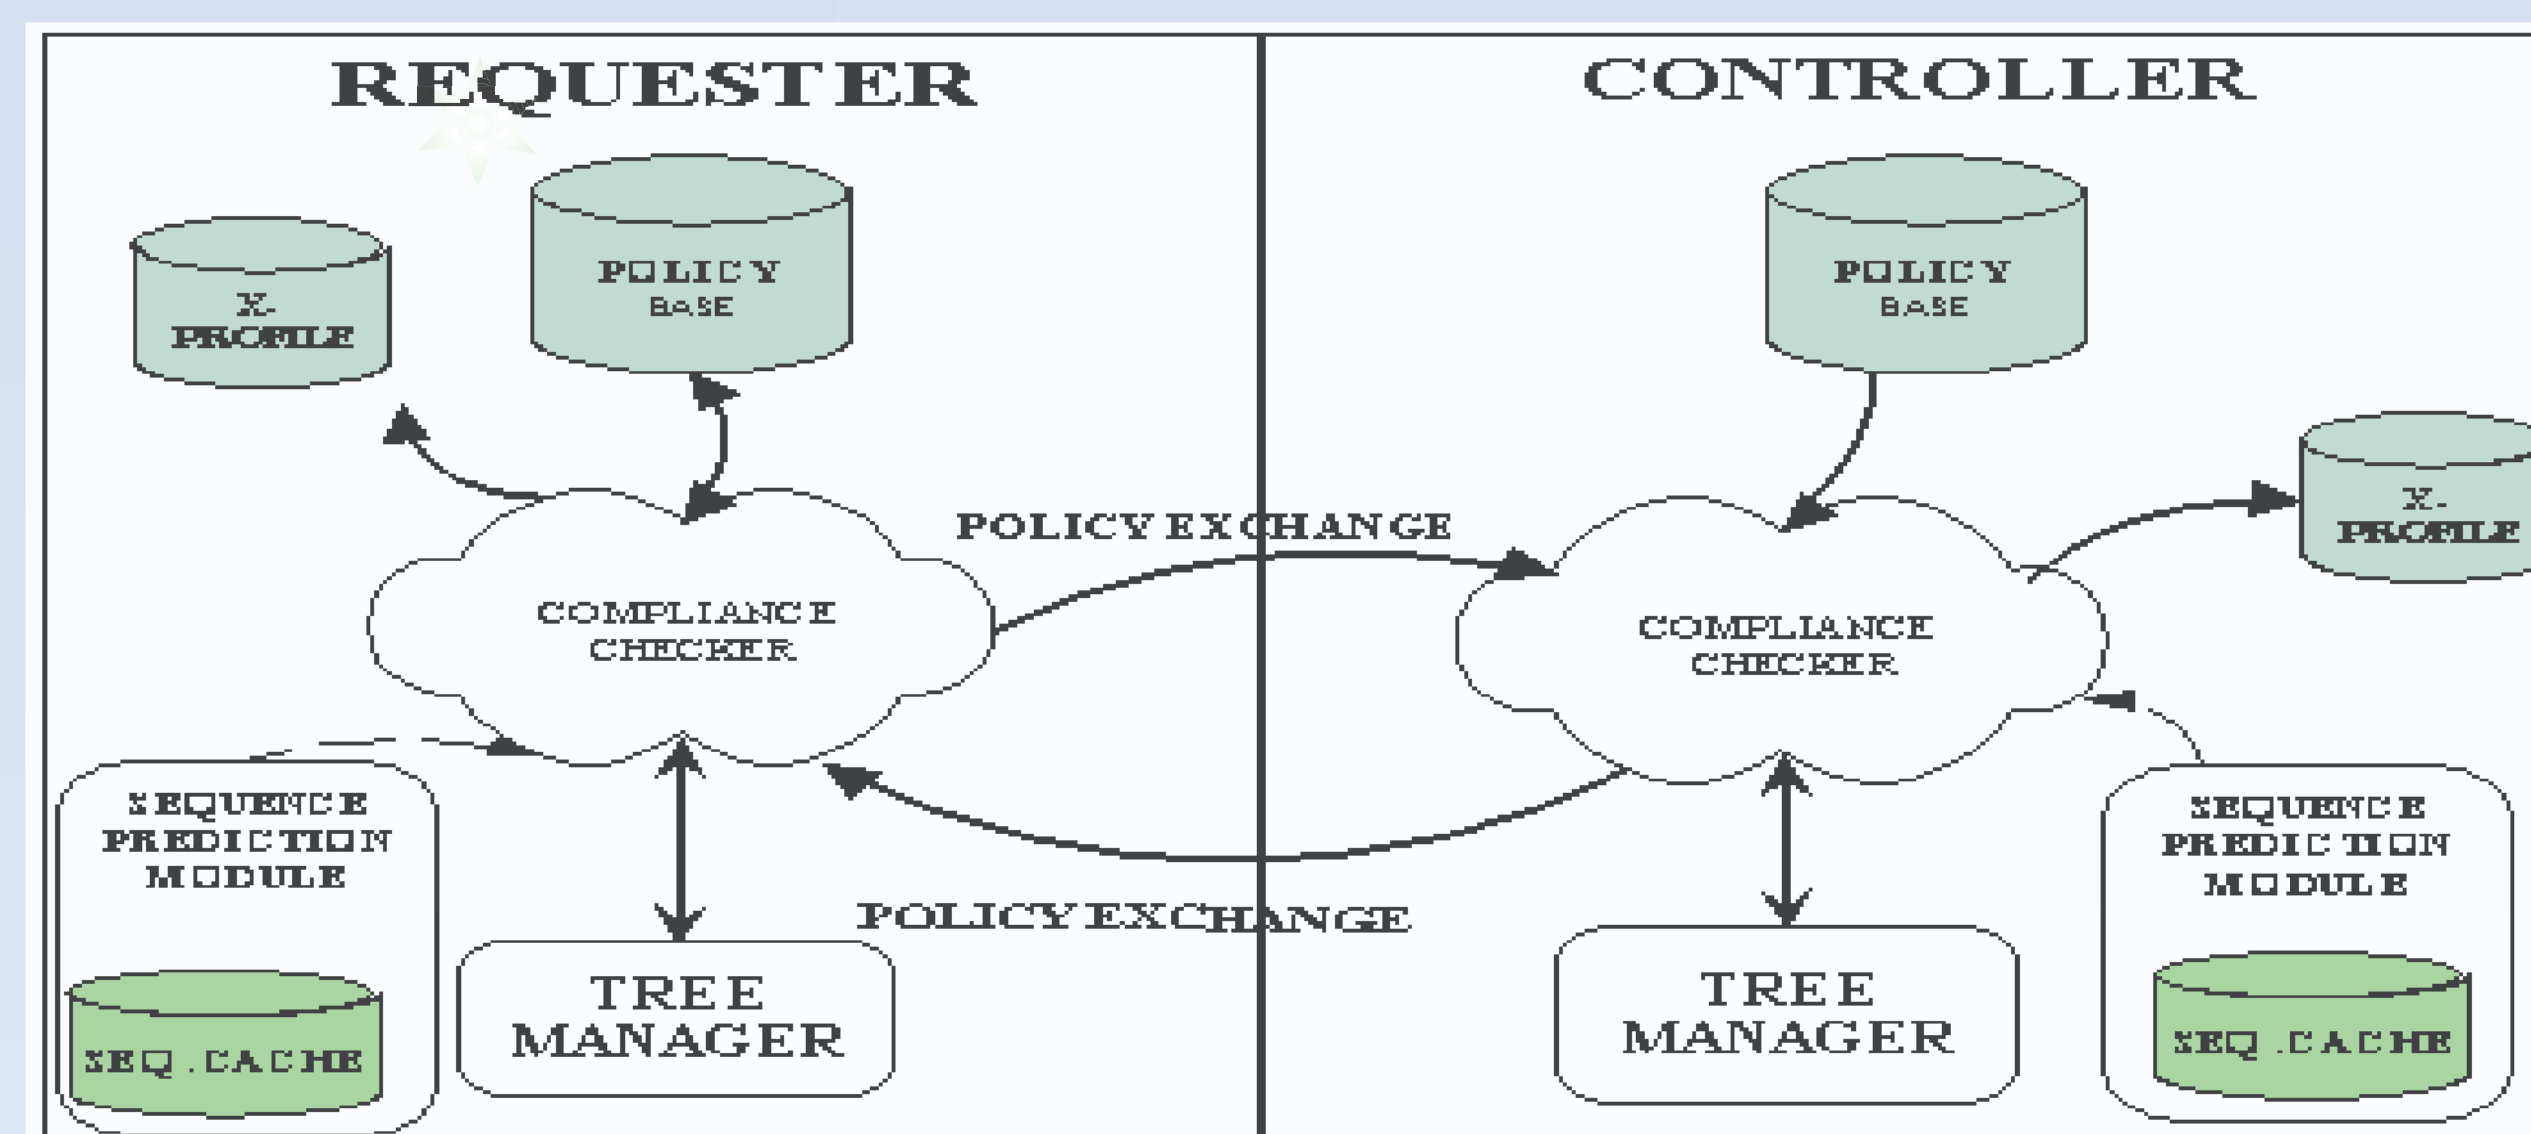 REQUESTER
CONTROLLER
POLICY
BASE
X-
PROFILE
POLICY
BASE
X-
PROFILE
POLICY EXCHANGE
COMPLIANCE
CHECKER
COMPLIANCE
CHECKER
SEQUENCE
PREDICTION
MODULE
SEQUENCE
PREDICTION
MODULE
POLICY EXCHANGE
TREE
MANAGER
TREE
MANAGER
SEQ.CACHE
SEQ.CACHE